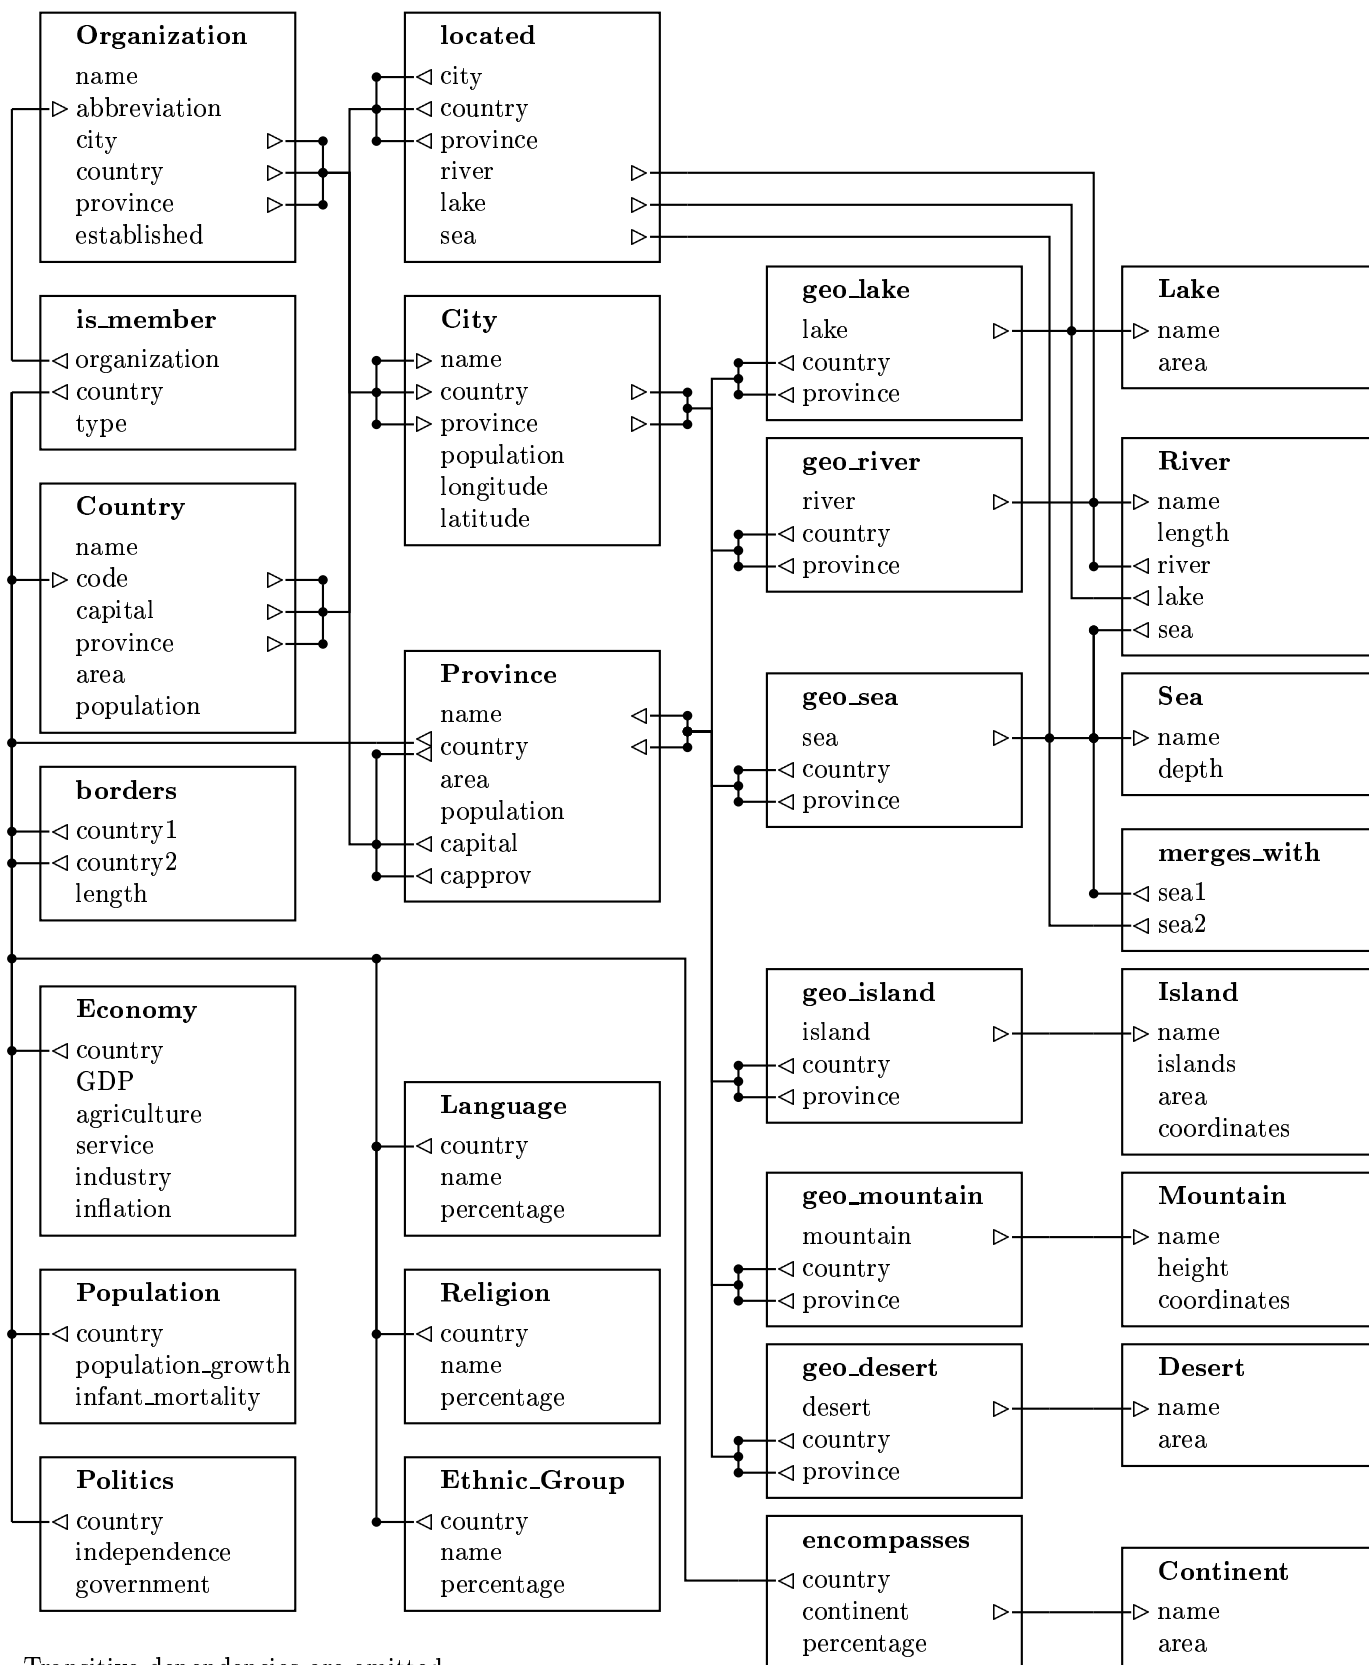 Organization
name
abbreviation
city
country
province
established
is_member
organization
country
type
Country
name
code
capital
province
area
population
borders
country1
country2
length
Economy
country
GDP
agriculture
service
industry
inflation
Population
country
population_growth
infant_mortality
Politics
country
independence
government
located
city
country
province
river
lake
sea
City
name
country
province
population
longitude
latitude
Province
name
country
area
population
capital
capprov
Language
country
name
percentage
Religion
country
name
percentage
Ethnic_Group
country
name
percentage
geo_lake
lake
country
province
geo_river
river
country
province
geo_sea
sea
country
province
geo_island
island
country
province
geo_mountain
mountain
country
province
geo_desert
desert
country
province
encompasses
country
continent
percentage
Lake
name
area
River
name
length
river
lake
sea
Sea
name
depth
merges_with
sea1
sea2
Island
name
islands
area
coordinates
Mountain
name
height
coordinates
Desert
name
area
Continent
name
area
Transitive dependencies are omitted